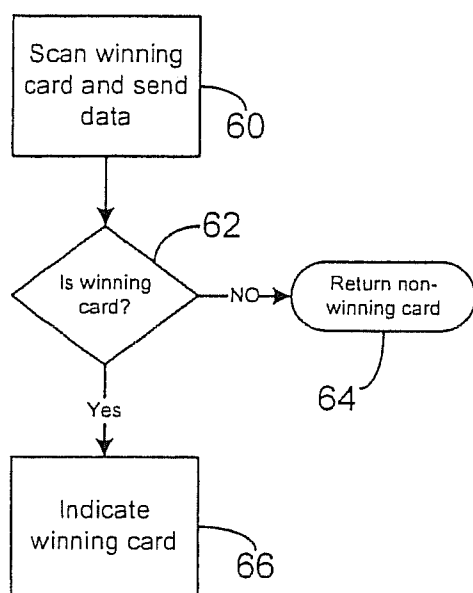 Scan winning
card and send
data
60
62
Is winning
card?
NO
Return non-
winning card
64
Yes
Indicate
winning card
66